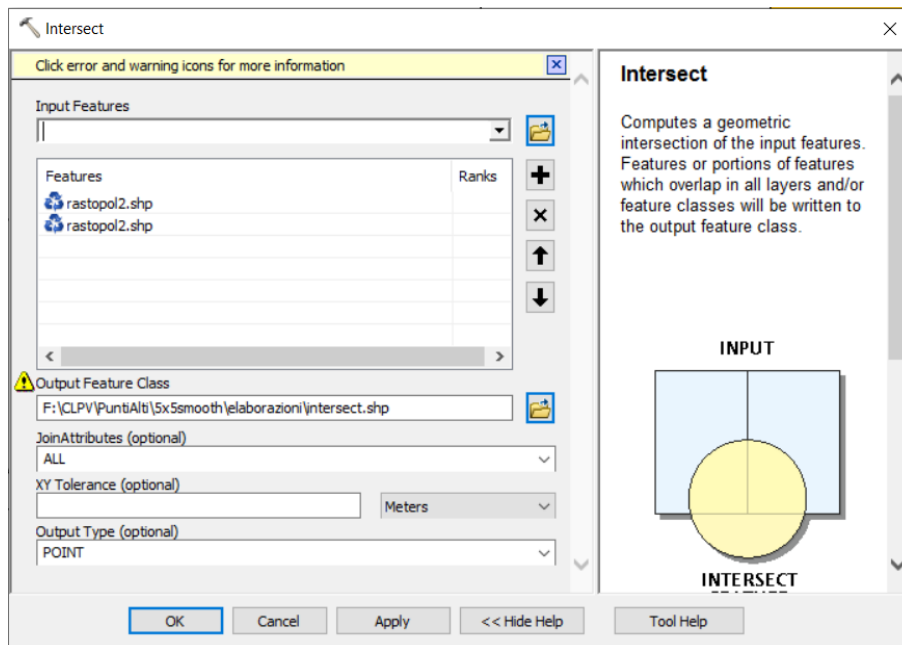 Intersect
Click error and warning icons for more information
Input Features
Features Ranks
rastopol2.shp
rastopol2.shp
Output Feature Class
F:\CLPV\PuntiAlti\5x5smooth\elaborazioni\intersect.shp
JoinAttributes (optional)
ALL
XY Tolerance (optional)
Meters
Output Type (optional)
POINT
OK Cancel Apply << Hide Help Tool Help
Intersect
Computes a geometric
intersection of the input features.
Features or portions of features
which overlap in all layers and/or
feature classes will be written to
the output feature class.
INPUT
INTERSECT